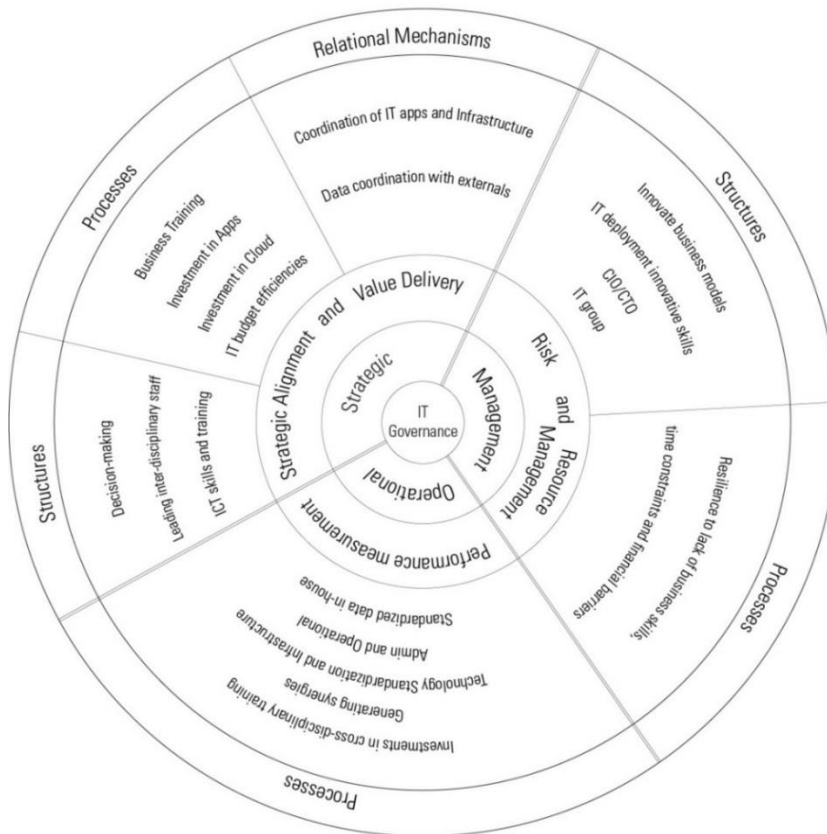 Relational Mechanisms
Coordination of IT apps and Infrastructure
Data coordination with externals
Structures
Innovate business models
IT deployment innovative skills
CIO/CTO
IT group
Processes
Resilience to lack of business skills,
time constraints and financial barriers
Processes
Standardized data in-house
Admin and Operational
Technology Standardization and Infrastructure
Generating synergies
Investments in cross-disciplinary training
Structures
Decision-making
Leading inter-disciplinary staff
ICT skills and training
Processes
Business Training
Investment in Apps
Investment in Cloud
IT budget efficiencies
Strategic Alignment and Value Delivery
Risk and Resource
Management
Performance measurement
Strategic
Management
Operational
IT
Governance